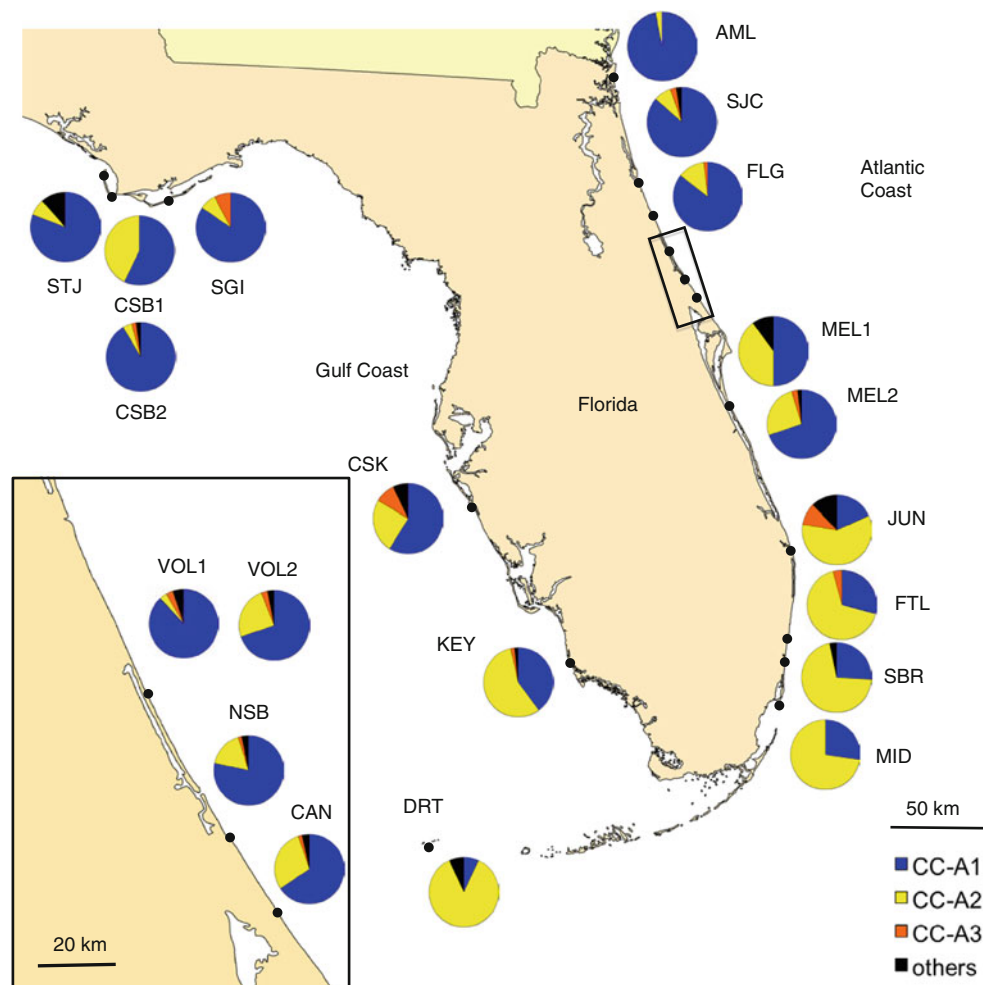 AML
SJC
FLG
Atlantic
Coast
STJ
CSB1
SGI
CSB2
Gulf Coast
Florida
MEL1
MEL2
CSK
JUN
FTL
KEY
SBR
MID
DRT
VOL1
VOL2
NSB
CAN
20 km
50 km
CC-A1
CC-A2
CC-A3
others